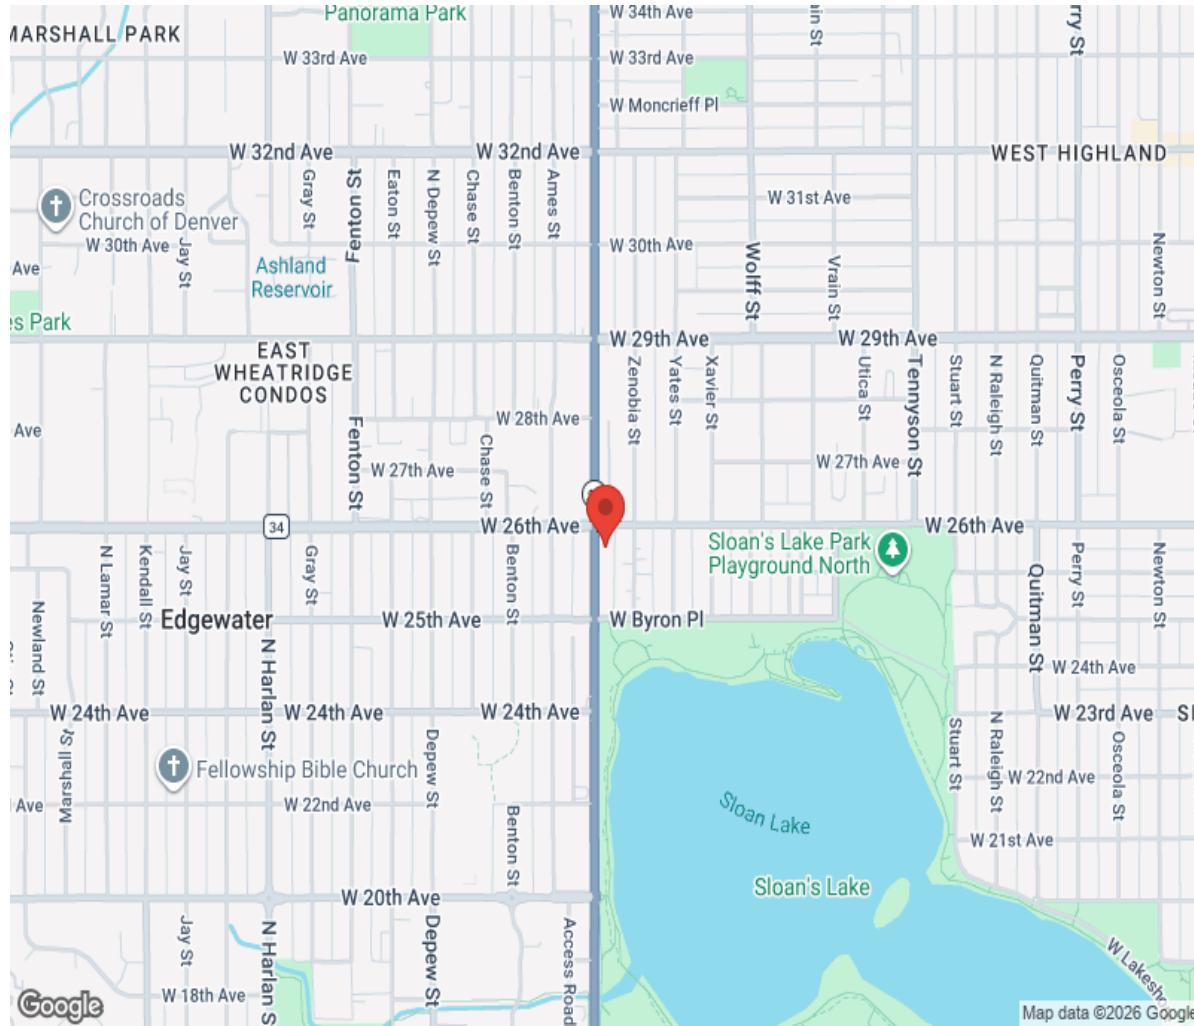 Panorama Park
W 34th Ave
ain St
rry St
MARSHALL PARK
W 33rd Ave
W 33rd Ave
W Moncrieff Pl
W 32nd Ave
W 32nd Ave
WEST HIGHLAND
Crossroads
Church of Denver
Gray St
Fenton St
Eaton St
N Depew St
Chase St
Benton St
Ames St
W 31st Ave
W 30th Ave
Jay St
W 30th Ave
Wolff St
Vrain St
Newton St
Ave
Ashland
Reservoir
es Park
W 29th Ave
W 29th Ave
EAST
WHEATRIDGE
CONDOS
Zenobia St
Yates St
Xavier St
Utica St
Tennyson St
Stuart St
N Raleigh St
Quitman St
Perry St
Osceola St
Ave
W 28th Ave
Fenton St
Chase St
W 27th Ave
W 27th Ave
34
W 26th Ave
W 26th Ave
Sloan's Lake Park
Playground North
N Lamar St
Kendall St
Jay St
Gray St
Benton St
Quitman St
Perry St
Newton St
Newland St
Edgewater
W 25th Ave
W Byron Pl
N Harlan St
W 24th Ave
W 24th Ave
W 24th Ave
W 24th Ave
W 23rd Ave
Sl
Marshall St
Fellowship Bible Church
Depew St
Stuart St
N Raleigh St
Osceola St
W 22nd Ave
Ave
W 22nd Ave
Benton St
Sloan Lake
W 21st Ave
Sloan's Lake
W 20th Ave
Jay St
N Harlan S
Depew St
Access Road
W Lakesho
W 18th Ave
Google
Map data ©2026 Google